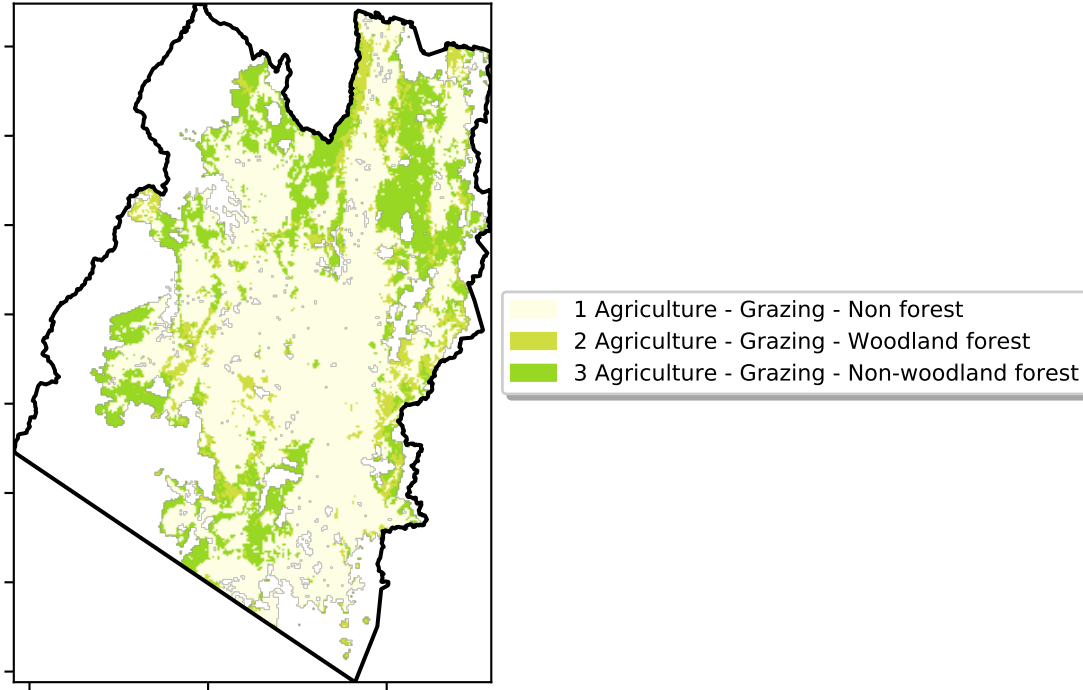 1 Agriculture - Grazing - Non forest
2 Agriculture - Grazing - Woodland forest
3 Agriculture - Grazing - Non-woodland forest